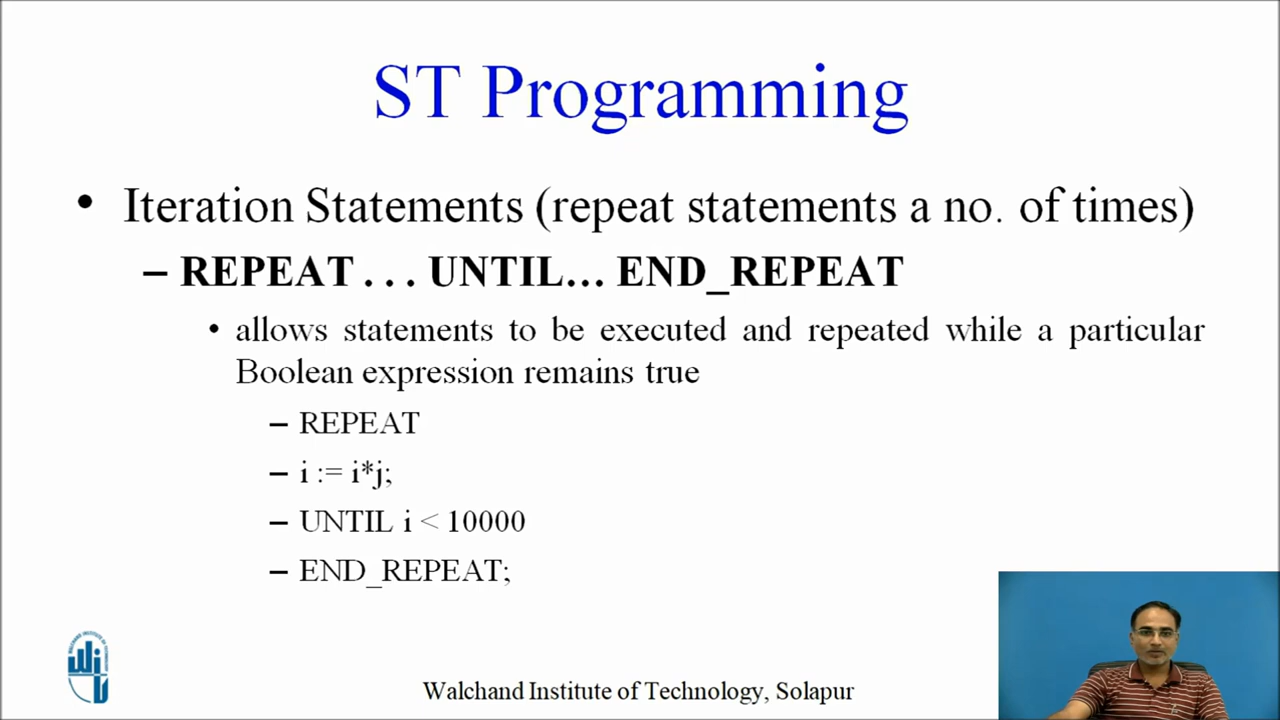 ST Programming
• Iteration Statements (repeat statements a no. of times)
– REPEAT . . . UNTIL... END_REPEAT
• allows statements to be executed and repeated while a particular
Boolean expression remains true
– REPEAT
– i := i*j;
– UNTIL i < 10000
– END_REPEAT;
Walchand Institute of Technology, Solapur